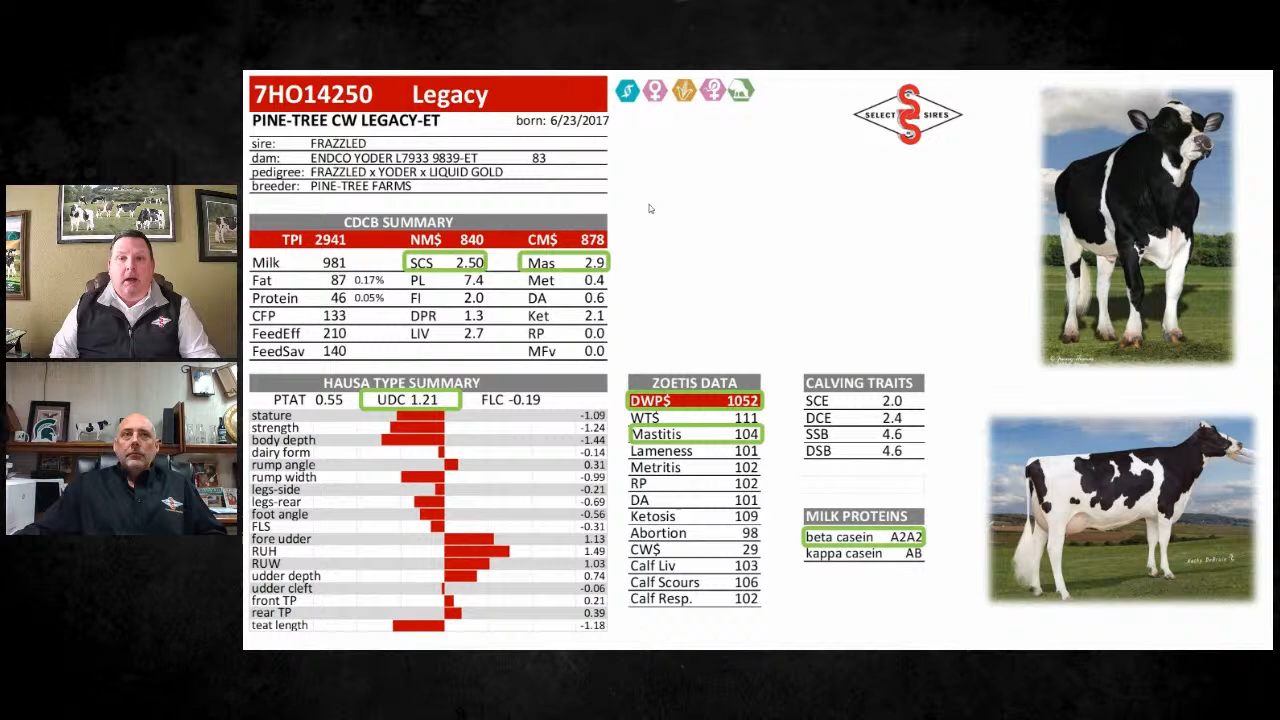 7HO14250 Legacy
PINE-TREE CW LEGACY-ET born: 6/23/2017
sire: FRAZZLED
dam: ENDCO YODER L7933 9839-ET 83
pedigree: FRAZZLED x YODER x LIQUID GOLD
breeder: PINE-TREE FARMS
SELECT SIRES
CDCB SUMMARY
TPI 2941 NM$ 840 CM$ 878
Milk 981 SCS 2.50 Mas 2.9
Fat 87 0.17% PL 7.4 Met 0.4
Protein 46 0.05% FI 2.0 DA 0.6
CFP 133 DPR 1.3 Ket 2.1
FeedEff 210 LIV 2.7 RP 0.0
FeedSav 140 MFv 0.0
HAUSA TYPE SUMMARY
PTAT 0.55 UDC 1.21 FLC -0.19
stature -1.09
strength -1.24
body depth -1.44
dairy form -0.14
rump angle 0.31
rump width -0.99
legs-side -0.21
legs-rear -0.69
foot angle -0.56
FLS -0.31
fore udder 1.13
RUH 1.49
RUW 1.03
udder depth 0.74
udder cleft -0.06
front TP 0.21
rear TP 0.39
teat length -1.18
ZOETIS DATA
DWP$ 1052
WT$ 111
Mastitis 104
Lameness 101
Metritis 102
RP 102
DA 101
Ketosis 109
Abortion 98
CW$ 29
Calf Liv 103
Calf Scours 106
Calf Resp. 102
CALVING TRAITS
SCE 2.0
DCE 2.4
SSB 4.6
DSB 4.6
MILK PROTEINS
beta casein A2A2
kappa casein AB
Kathy DeBruin